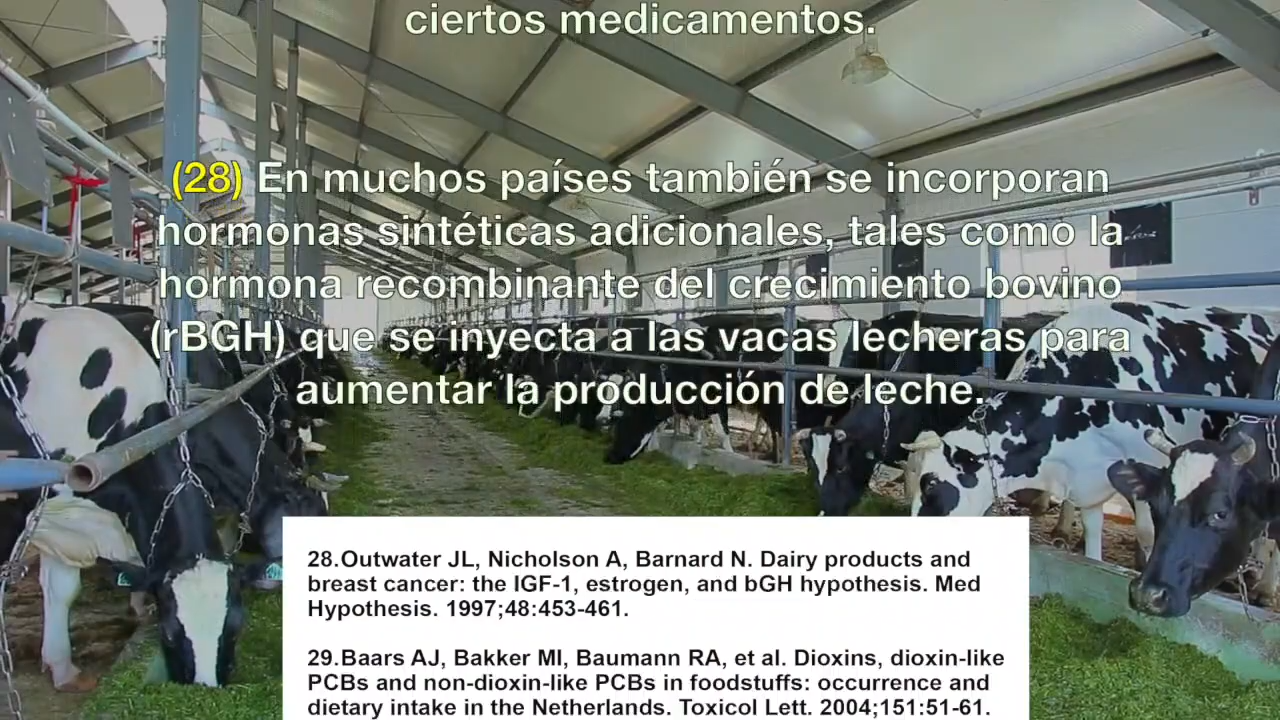 ciertos medicamentos.
(28) En muchos países también se incorporan
hormonas sintéticas adicionales, tales como la
hormona recombinante del crecimiento bovino
(rBGH) que se inyecta a las vacas lecheras para
aumentar la producción de leche.
28.Outwater JL, Nicholson A, Barnard N. Dairy products and
breast cancer: the IGF-1, estrogen, and bGH hypothesis. Med
Hypothesis. 1997;48:453-461.
29.Baars AJ, Bakker MI, Baumann RA, et al. Dioxins, dioxin-like
PCBs and non-dioxin-like PCBs in foodstuffs: occurrence and
dietary intake in the Netherlands. Toxicol Lett. 2004;151:51-61.